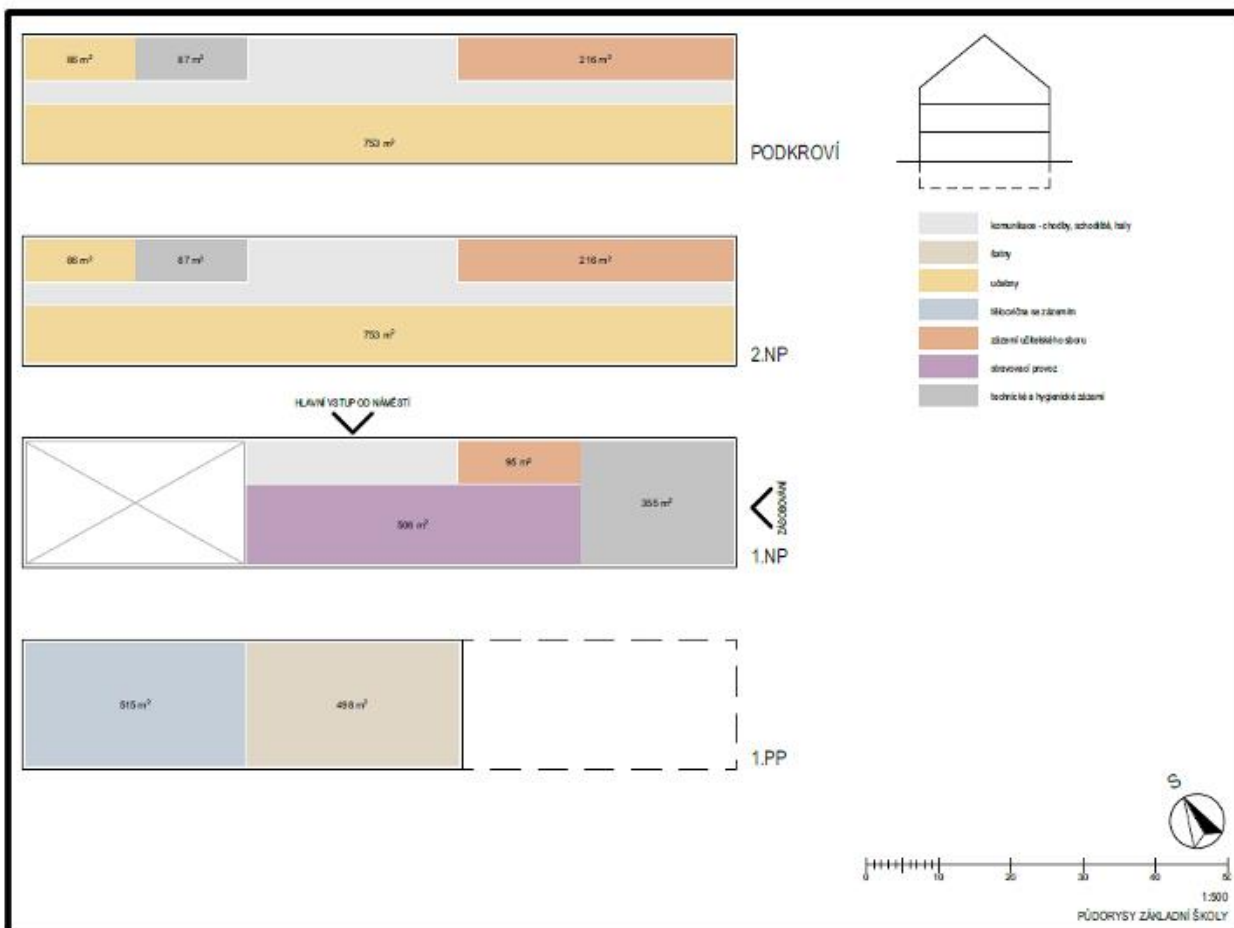 86 m²
87 m²
216 m²
753 m²
PODKROVÍ
86 m²
87 m²
216 m²
753 m²
2.NP
komunikace - chodby, schodiště, haly
šatny
učebny
tělocvična se zázemím
zázemí učitelského sboru
stravovací provoz
technické a hygienické zázemí
HLAVNÍ VSTUP OD NÁMĚSTÍ
95 m²
355 m²
506 m²
ZÁSOBOVÁNÍ
1.NP
515 m²
498 m²
1.PP
S
0 10 20 30 40 50
1:500
PŮDORYSY ZÁKLADNÍ ŠKOLY